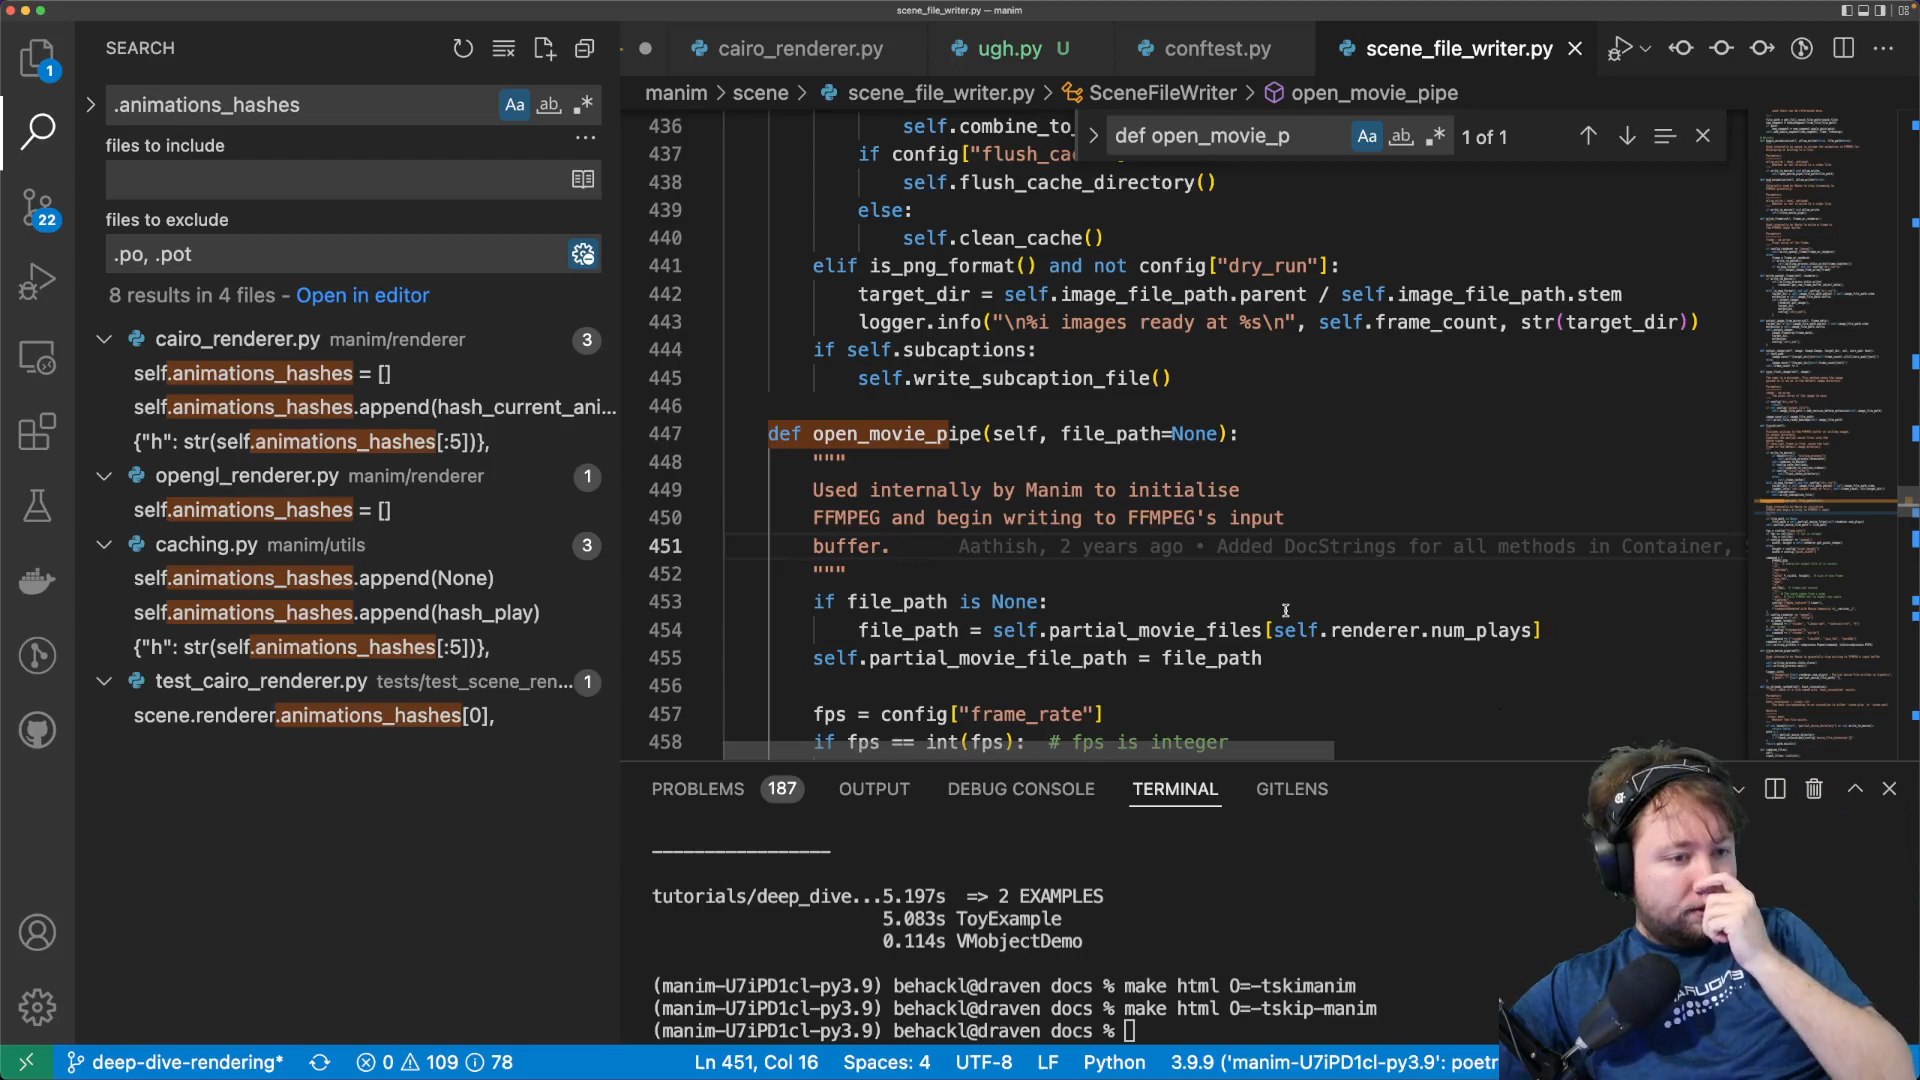 scene_file_writer.py — manim
SEARCH
cairo_renderer.py
ugh.py U
conftest.py
scene_file_writer.py
1
.animations_hashes
Aa
ab
manim > scene > scene_file_writer.py > SceneFileWriter > open_movie_pipe
files to include
def open_movie_p
Aa
ab
1 of 1
files to exclude
22
.po, .pot
8 results in 4 files - Open in editor
cairo_renderer.py manim/renderer 3
self.animations_hashes = []
self.animations_hashes.append(hash_current_ani...
{"h": str(self.animations_hashes[:5])},
opengl_renderer.py manim/renderer 1
self.animations_hashes = []
caching.py manim/utils 3
self.animations_hashes.append(None)
self.animations_hashes.append(hash_play)
{"h": str(self.animations_hashes[:5])},
test_cairo_renderer.py tests/test_scene_ren... 1
scene.renderer.animations_hashes[0],
436 self.combine_to_
437 if config["flush_ca
438 self.flush_cache_directory()
439 else:
440 self.clean_cache()
441 elif is_png_format() and not config["dry_run"]:
442 target_dir = self.image_file_path.parent / self.image_file_path.stem
443 logger.info("\n%i images ready at %s\n", self.frame_count, str(target_dir))
444 if self.subcaptions:
445 self.write_subcaption_file()
446
447 def open_movie_pipe(self, file_path=None):
448 """
449 Used internally by Manim to initialise
450 FFMPEG and begin writing to FFMPEG's input
451 buffer. Aathish, 2 years ago • Added DocStrings for all methods in Container,
452 """
453 if file_path is None:
454 file_path = self.partial_movie_files[self.renderer.num_plays]
455 self.partial_movie_file_path = file_path
456
457 fps = config["frame_rate"]
458 if fps == int(fps): # fps is integer
PROBLEMS 187 OUTPUT DEBUG CONSOLE TERMINAL GITLENS
tutorials/deep_dive...5.197s => 2 EXAMPLES
5.083s ToyExample
0.114s VMobjectDemo
(manim-U7iPD1cl-py3.9) behackl@draven docs % make html O=-tskimanim
(manim-U7iPD1cl-py3.9) behackl@draven docs % make html O=-tskip-manim
(manim-U7iPD1cl-py3.9) behackl@draven docs %
deep-dive-rendering* 0 109 78
Ln 451, Col 16 Spaces: 4 UTF-8 LF Python 3.9.9 ('manim-U7iPD1cl-py3.9': poetr